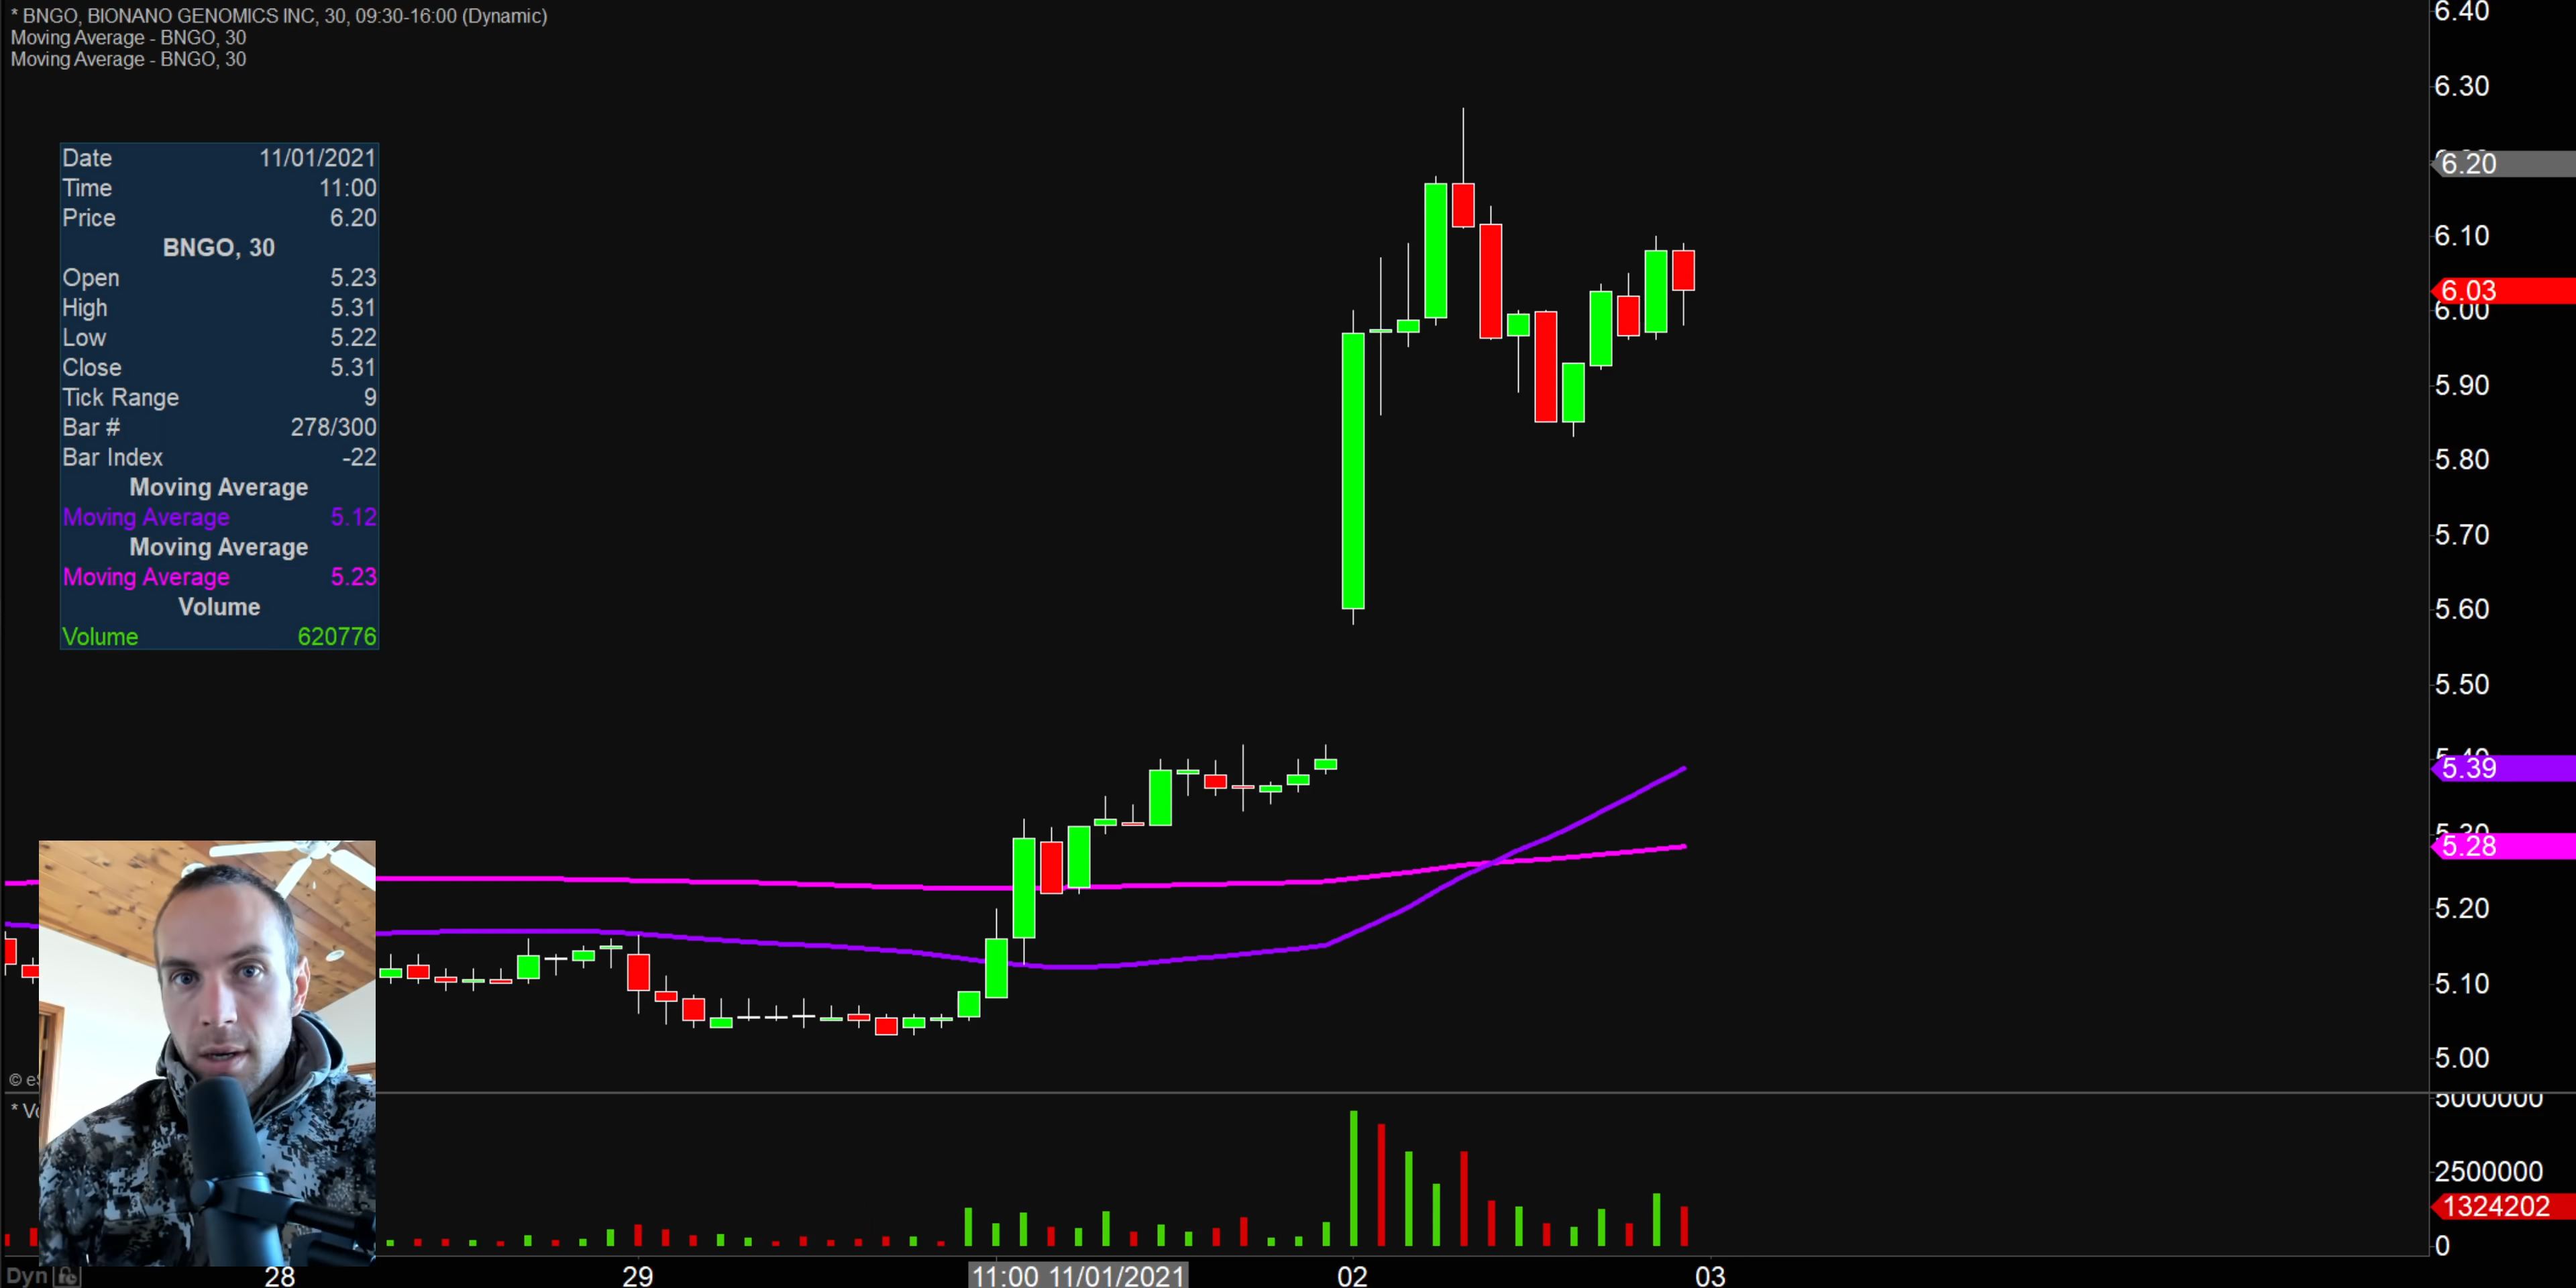 * BNGO, BIONANO GENOMICS INC, 30, 09:30-16:00 (Dynamic)
Moving Average - BNGO, 30
Moving Average - BNGO, 30
Date 11/01/2021
Time 11:00
Price 6.20
BNGO, 30
Open 5.23
High 5.31
Low 5.22
Close 5.31
Tick Range 9
Bar # 278/300
Bar Index -22
Moving Average
Moving Average 5.12
Moving Average
Moving Average 5.23
Volume
Volume 620776
6.40
6.30
6.20
6.10
6.03
6.00
5.90
5.80
5.70
5.60
5.50
5.39
5.28
5.20
5.10
5.00
5000000
2500000
1324202
0
Dyn
28
29
11:00 11/01/2021
02
03